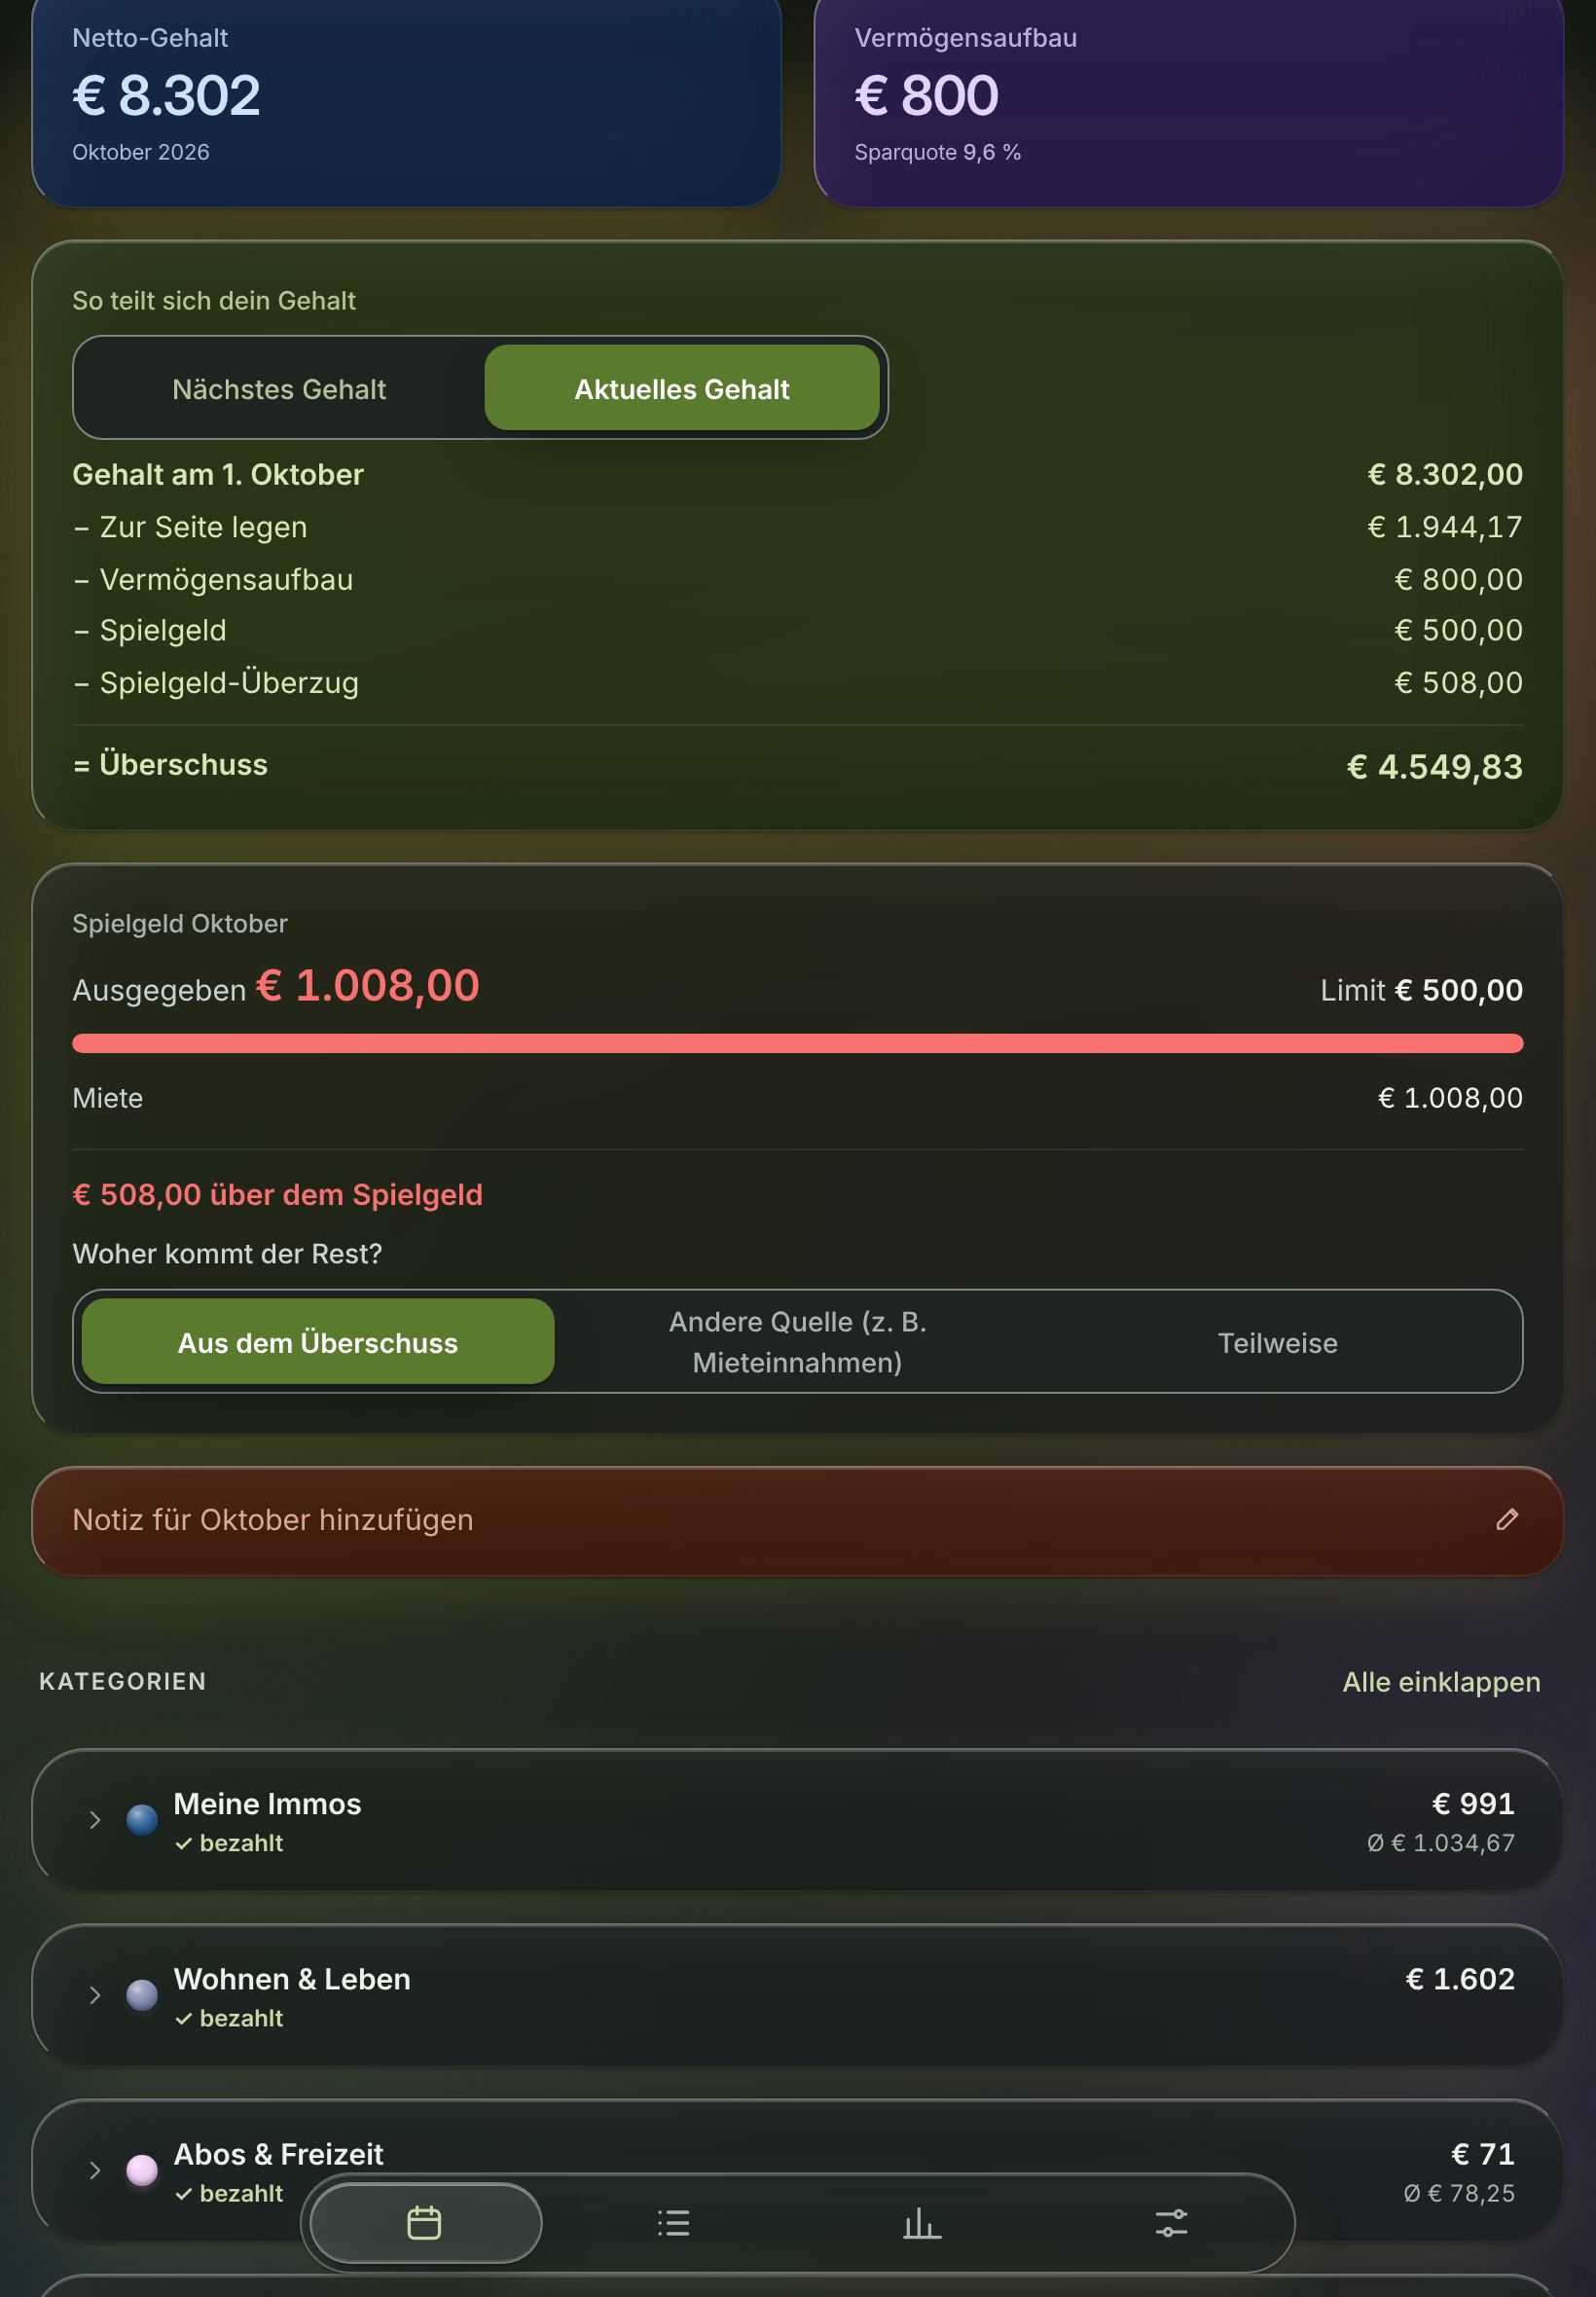 Netto-Gehalt
€ 8.302
Oktober 2026
Vermögensaufbau
€ 800
Sparquote 9,6 %
So teilt sich dein Gehalt
Nächstes Gehalt
Aktuelles Gehalt
Gehalt am 1. Oktober € 8.302,00
− Zur Seite legen € 1.944,17
− Vermögensaufbau € 800,00
− Spielgeld € 500,00
− Spielgeld-Überzug € 508,00
= Überschuss € 4.549,83
Spielgeld Oktober
Ausgegeben € 1.008,00 Limit € 500,00
Miete € 1.008,00
€ 508,00 über dem Spielgeld
Woher kommt der Rest?
Aus dem Überschuss
Andere Quelle (z. B.
Mieteinnahmen)
Teilweise
Notiz für Oktober hinzufügen
KATEGORIEN Alle einklappen
Meine Immos € 991
✓ bezahlt Ø € 1.034,67
Wohnen & Leben € 1.602
✓ bezahlt
Abos & Freizeit € 71
✓ bezahlt Ø € 78,25